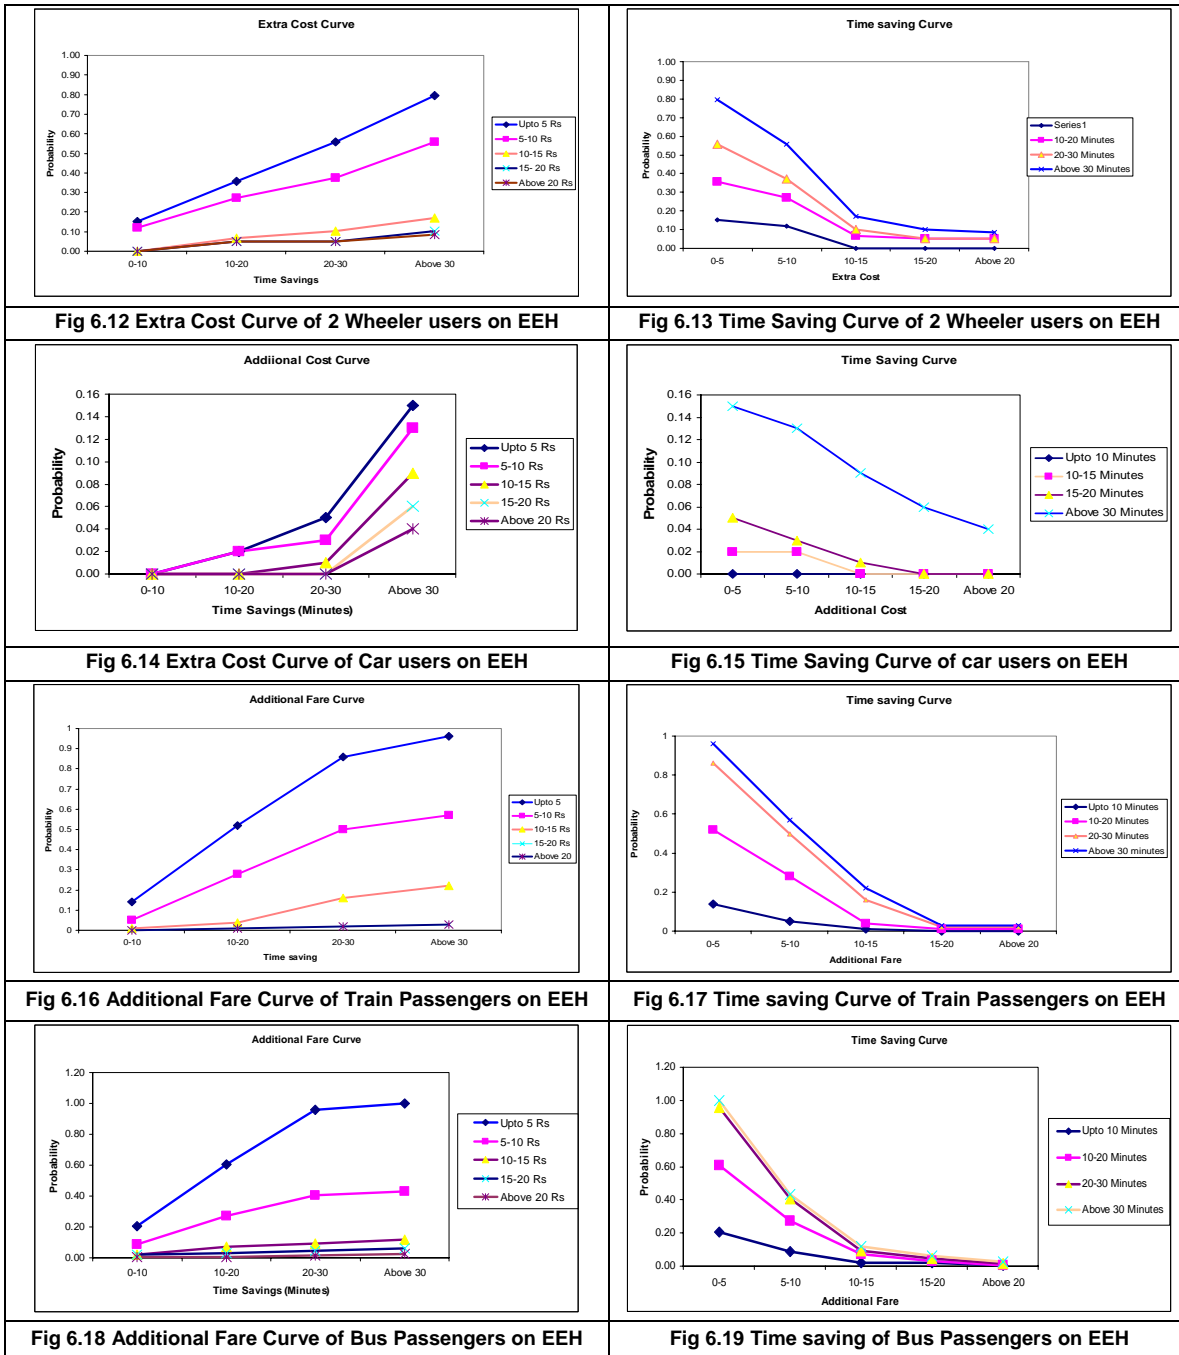 Extra Cost Curve
1.00
0.90
0.80
0.70
0.60
0.50
0.40
0.30
0.20
0.10
0.00
Probability
0-10 10-20 20-30 Above 30
Time Savings
Upto 5 Rs
5-10 Rs
10-15 Rs
15- 20 Rs
Above 20 Rs
Fig 6.12 Extra Cost Curve of 2 Wheeler users on EEH
Time saving Curve
1.00
0.90
0.80
0.70
0.60
0.50
0.40
0.30
0.20
0.10
0.00
Probability
0-5 5-10 10-15 15-20 Above 20
Extra Cost
Series1
10-20 Minutes
20-30 Minutes
Above 30 Minutes
Fig 6.13 Time Saving Curve of 2 Wheeler users on EEH
Addiional Cost Curve
0.16
0.14
0.12
0.10
0.08
0.06
0.04
0.02
0.00
Probability
0-10 10-20 20-30 Above 30
Time Savings (Minutes)
Upto 5 Rs
5-10 Rs
10-15 Rs
15-20 Rs
Above 20 Rs
Fig 6.14 Extra Cost Curve of Car users on EEH
Time Saving Curve
0.16
0.14
0.12
0.10
0.08
0.06
0.04
0.02
0.00
Probability
0-5 5-10 10-15 15-20 Above 20
Additional Cost
Upto 10 Minutes
10-15 Minutes
15-20 Minutes
Above 30 Minutes
Fig 6.15 Time Saving Curve of car users on EEH
Additional Fare Curve
1
0.9
0.8
0.7
0.6
0.5
0.4
0.3
0.2
0.1
0
Probability
0-10 10-20 20-30 Above 30
Time saving
Upto 5
5-10 Rs
10-15 Rs
15-20 Rs
Above 20
Fig 6.16 Additional Fare Curve of Train Passengers on EEH
Time saving Curve
1
0.8
0.6
0.4
0.2
0
Probability
0-5 5-10 10-15 15-20 Above 20
Additional Fare
Upto 10 Minutes
10-20 Minutes
20-30 Minutes
Above 30 minutes
Fig 6.17 Time saving Curve of Train Passengers on EEH
Additional Fare Curve
1.20
1.00
0.80
0.60
0.40
0.20
0.00
Probability
0-10 10-20 20-30 Above 30
Time Savings (Minutes)
Upto 5 Rs
5-10 Rs
10-15 Rs
15-20 Rs
Above 20 Rs
Fig 6.18 Additional Fare Curve of Bus Passengers on EEH
Time Saving Curve
1.20
1.00
0.80
0.60
0.40
0.20
0.00
Probability
0-5 5-10 10-15 15-20 Above 20
Additional Fare
Upto 10 Minutes
10-20 Minutes
20-30 Minutes
Above 30 Minutes
Fig 6.19 Time saving of Bus Passengers on EEH